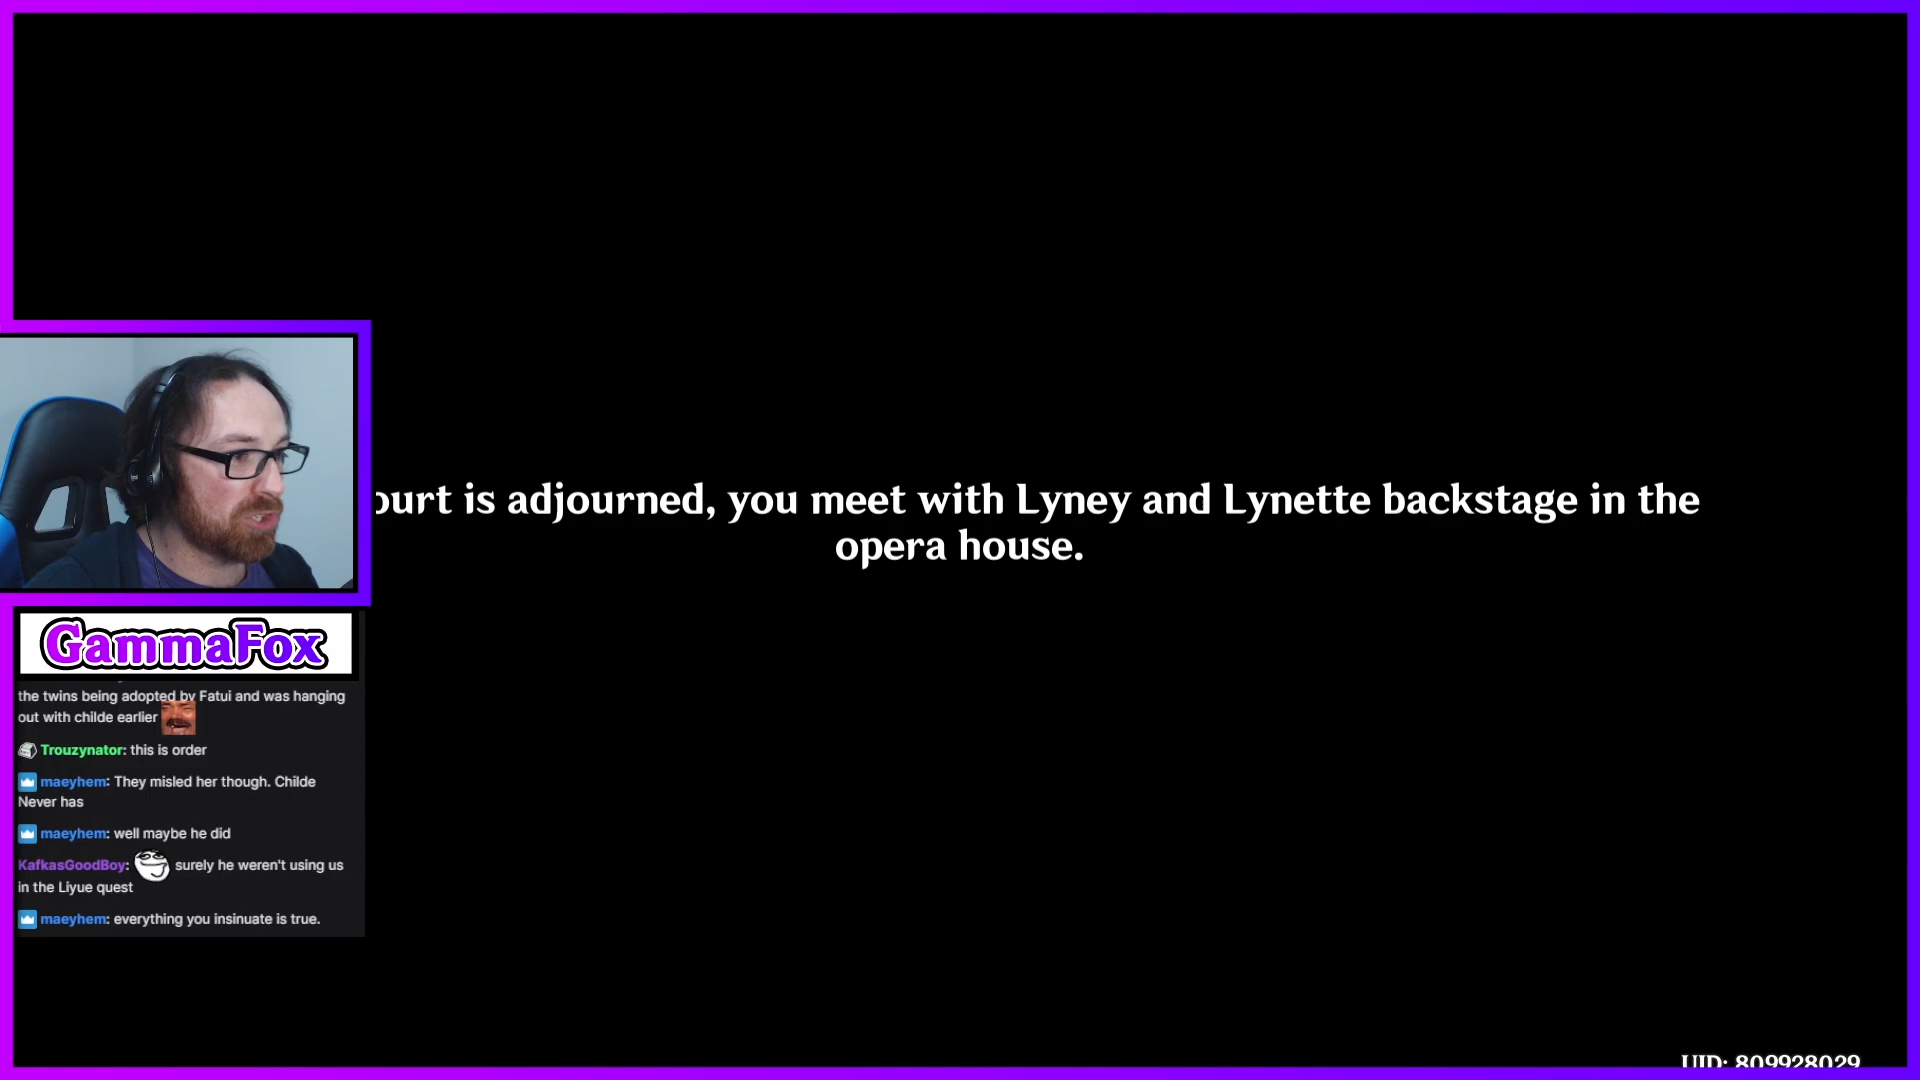 ourt is adjourned, you meet with Lyney and Lynette backstage in the
opera house.
GammaFox
the twins being adopted by Fatui and was hanging
out with childe earlier
Trouzynator: this is order
maeyhem: They misled her though. Childe
Never has
maeyhem: well maybe he did
KafkasGoodBoy: surely he weren't using us
in the Liyue quest
maeyhem: everything you insinuate is true.
UID: 809928029